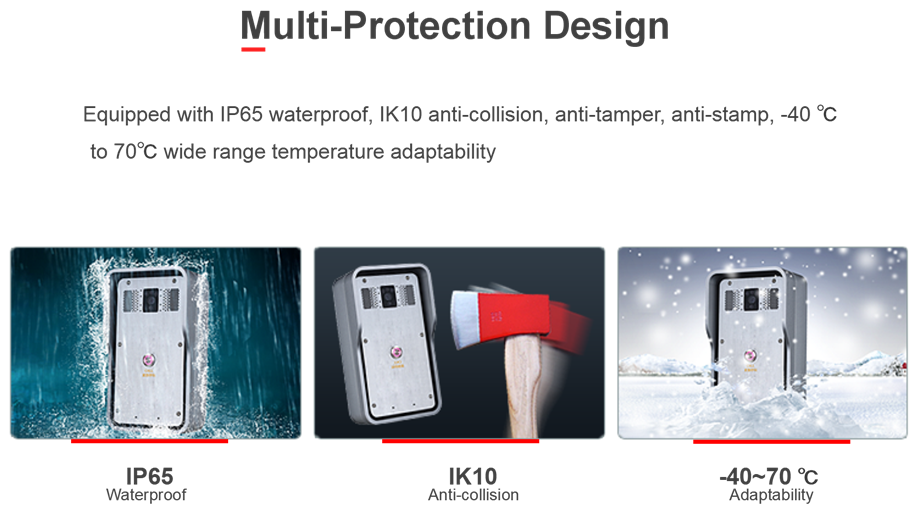 Multi-Protection Design
Equipped with IP65 waterproof, IK10 anti-collision, anti-tamper, anti-stamp, -40 ℃
to 70℃ wide range temperature adaptability
IP65
Waterproof
IK10
Anti-collision
-40~70 ℃
Adaptability